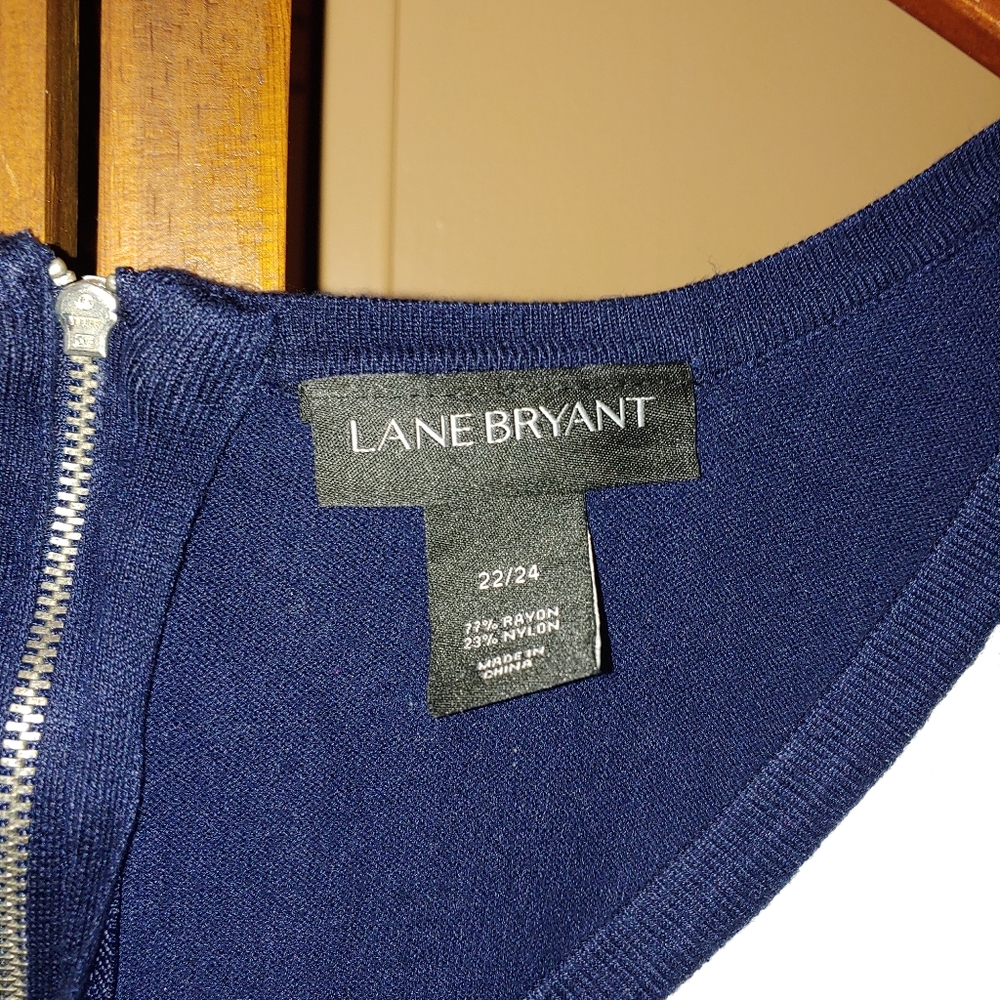 LANE BRYANT
22/24
77% RAYON
23% NYLON
MADE IN
CHINA